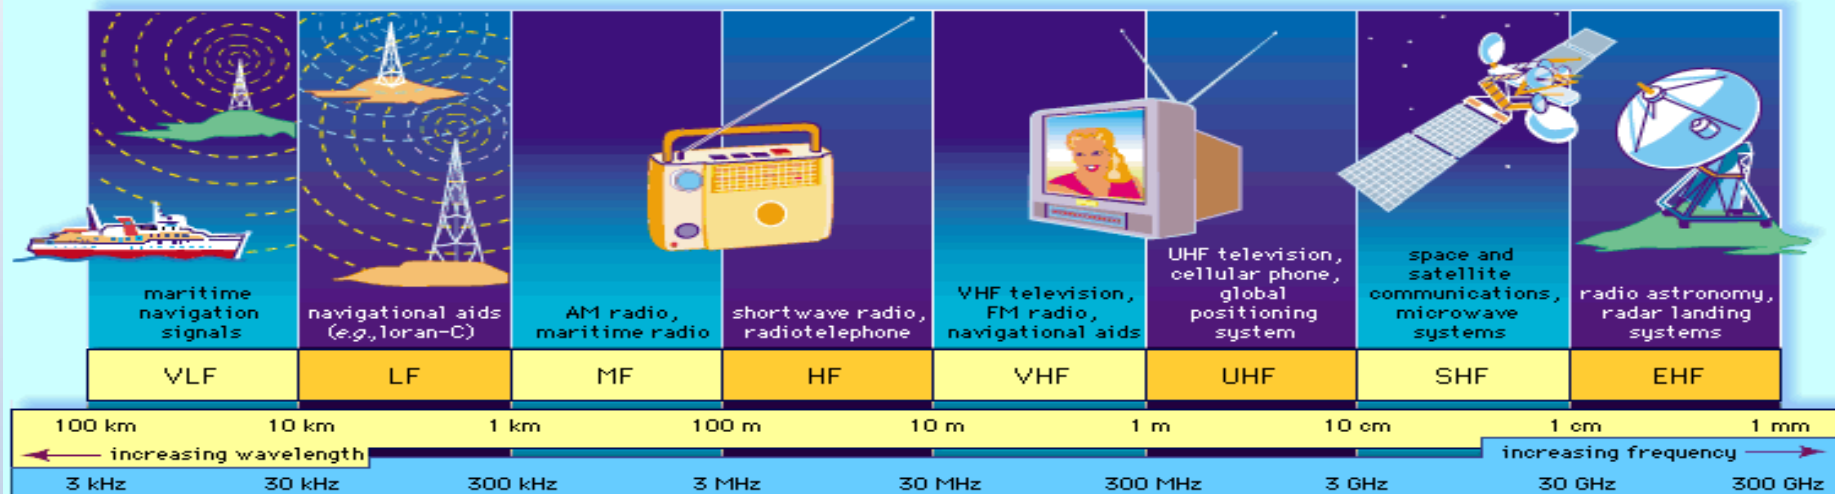 maritime
navigation
signals
navigational aids
(e.g.,loran-C)
AM radio,
maritime radio
shortwave radio,
radiotelephone
VHF television,
FM radio,
navigational aids
UHF television,
cellular phone,
global
positioning
system
space and
satellite
communications,
microwave
systems
radio astronomy,
radar landing
systems
VLF LF MF HF VHF UHF SHF EHF
100 km 10 km 1 km 100 m 10 m 1 m 10 cm 1 cm 1 mm
increasing wavelength increasing frequency
3 kHz 30 kHz 300 kHz 3 MHz 30 MHz 300 MHz 3 GHz 30 GHz 300 GHz